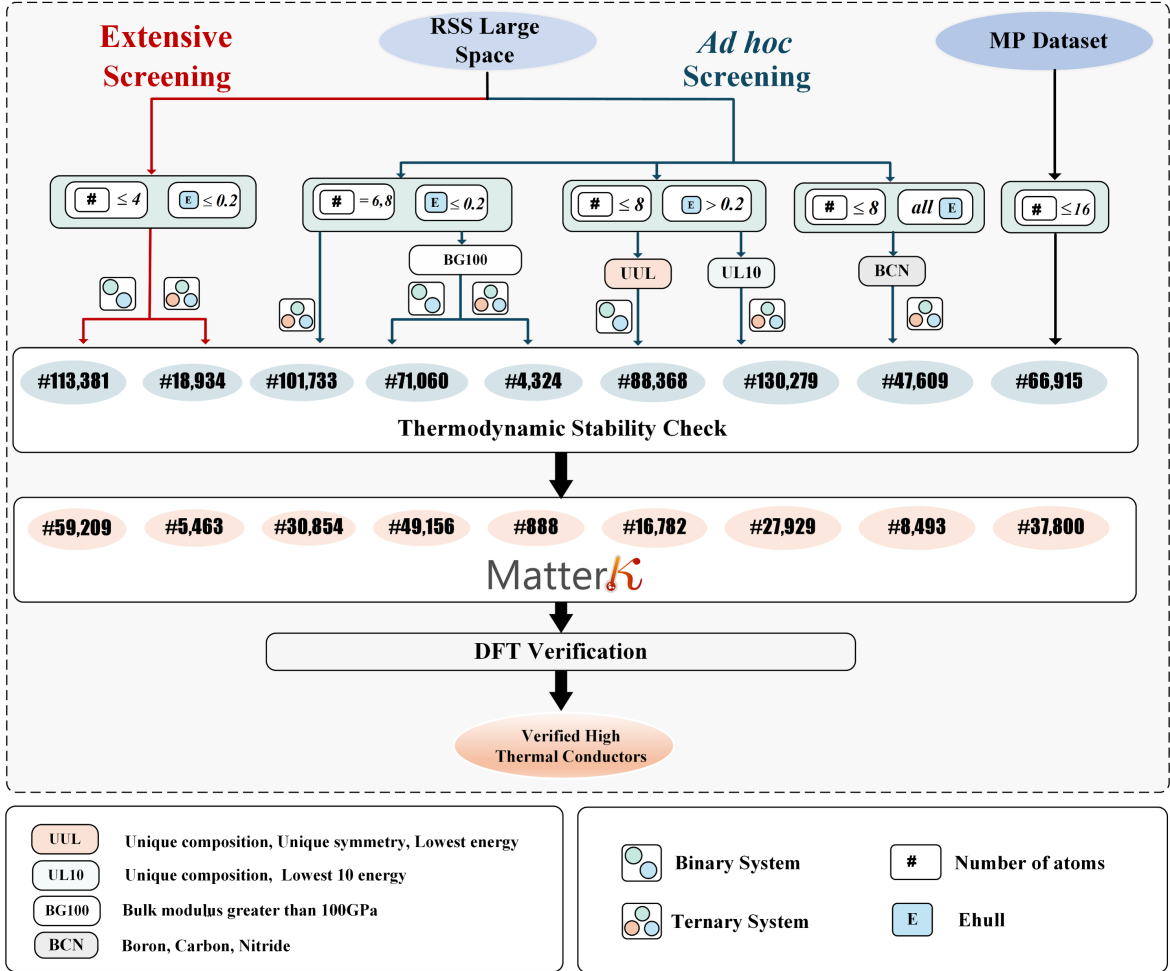 Extensive
Screening
RSS Large
Space
Ad hoc
Screening
MP Dataset
# ≤ 4
E ≤ 0.2
# = 6,8
E ≤ 0.2
# ≤ 8
E > 0.2
# ≤ 8
all E
# ≤ 16
BG100
UUL
UL10
BCN
#113,381
#18,934
#101,733
#71,060
#4,324
#88,368
#130,279
#47,609
#66,915
Thermodynamic Stability Check
#59,209
#5,463
#30,854
#49,156
#888
#16,782
#27,929
#8,493
#37,800
MatterK
DFT Verification
Verified High
Thermal Conductors
UUL Unique composition, Unique symmetry, Lowest energy
UL10 Unique composition, Lowest 10 energy
BG100 Bulk modulus greater than 100GPa
BCN Boron, Carbon, Nitride
Binary System
# Number of atoms
Ternary System
E Ehull